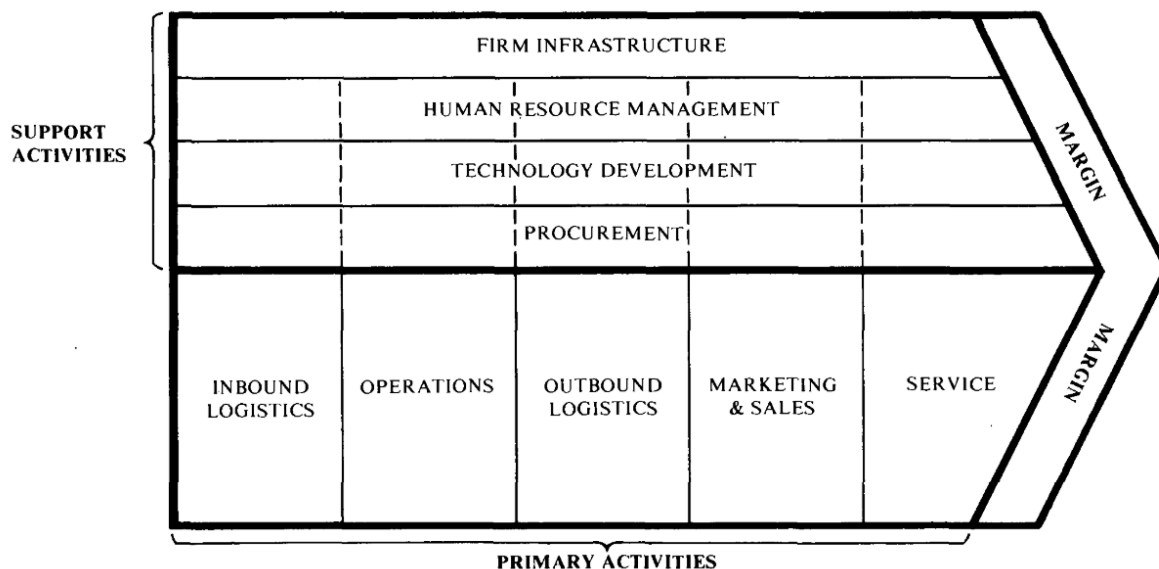 FIRM INFRASTRUCTURE
HUMAN RESOURCE MANAGEMENT
SUPPORT
ACTIVITIES
TECHNOLOGY DEVELOPMENT
PROCUREMENT
MARGIN
MARGIN
INBOUND
LOGISTICS
OPERATIONS
OUTBOUND
LOGISTICS
MARKETING
& SALES
SERVICE
PRIMARY ACTIVITIES